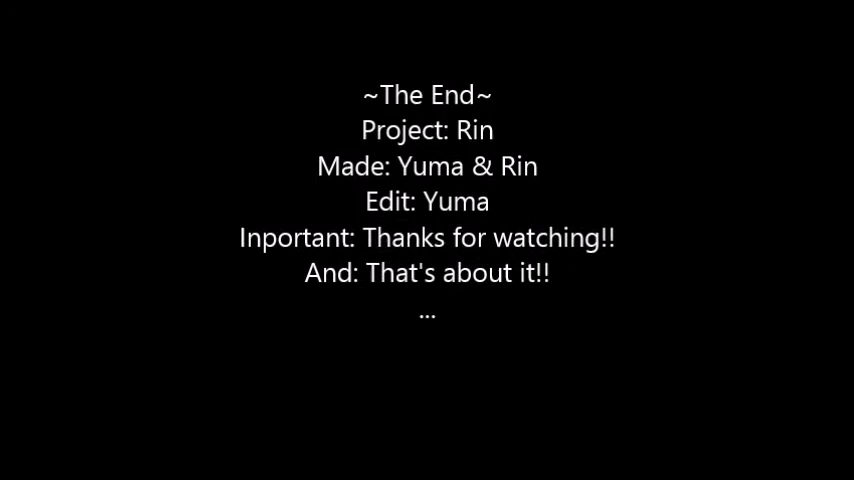 ~The End~
Project: Rin
Made: Yuma & Rin
Edit: Yuma
Inportant: Thanks for watching!!
And: That's about it!!
...